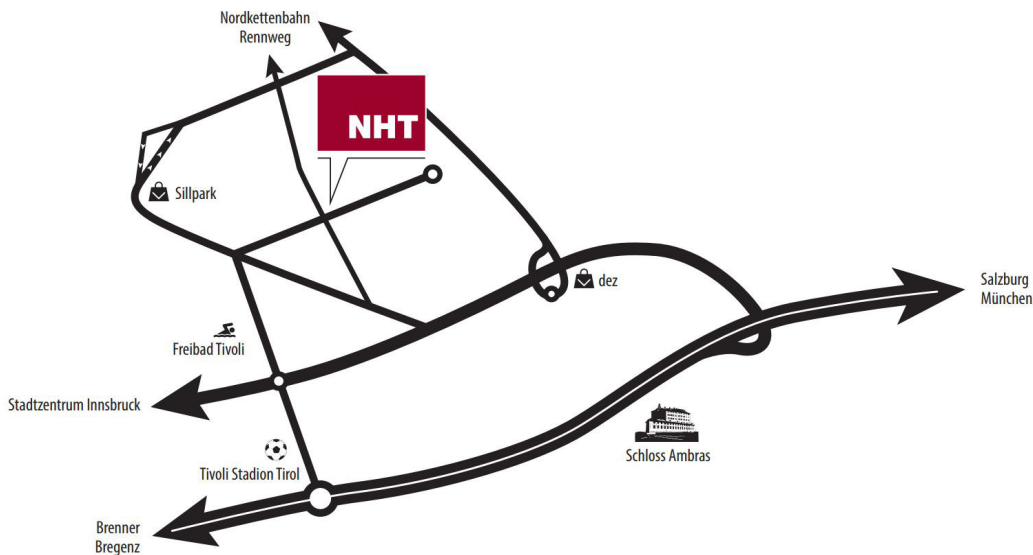 Nordkettenbahn
Rennweg
NHT
Sillpark
Salzburg
München
dez
Freibad Tivoli
Stadtzentrum Innsbruck
Tivoli Stadion Tirol
Schloss Ambras
Brenner
Bregenz